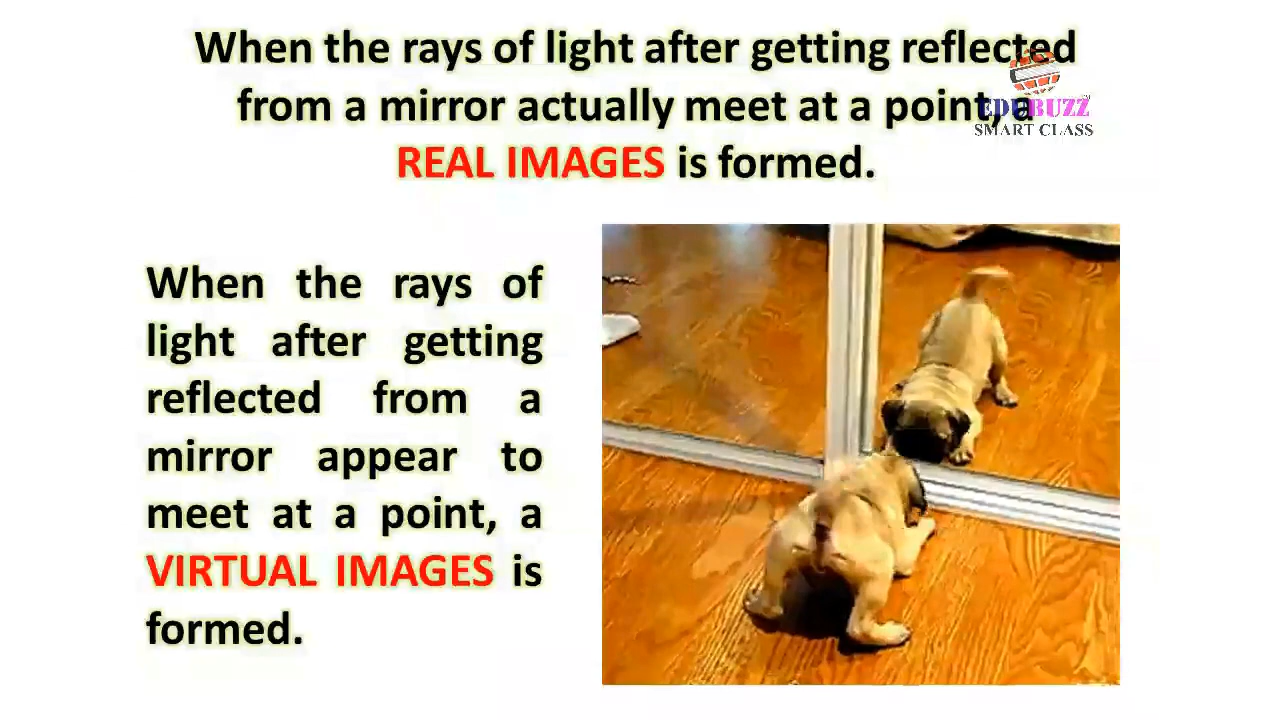 When the rays of light after getting reflected
from a mirror actually meet at a point, a
REAL IMAGES is formed.
EDUBUZZ
SMART CLASS
When the rays of
light after getting
reflected from a
mirror appear to
meet at a point, a
VIRTUAL IMAGES is
formed.